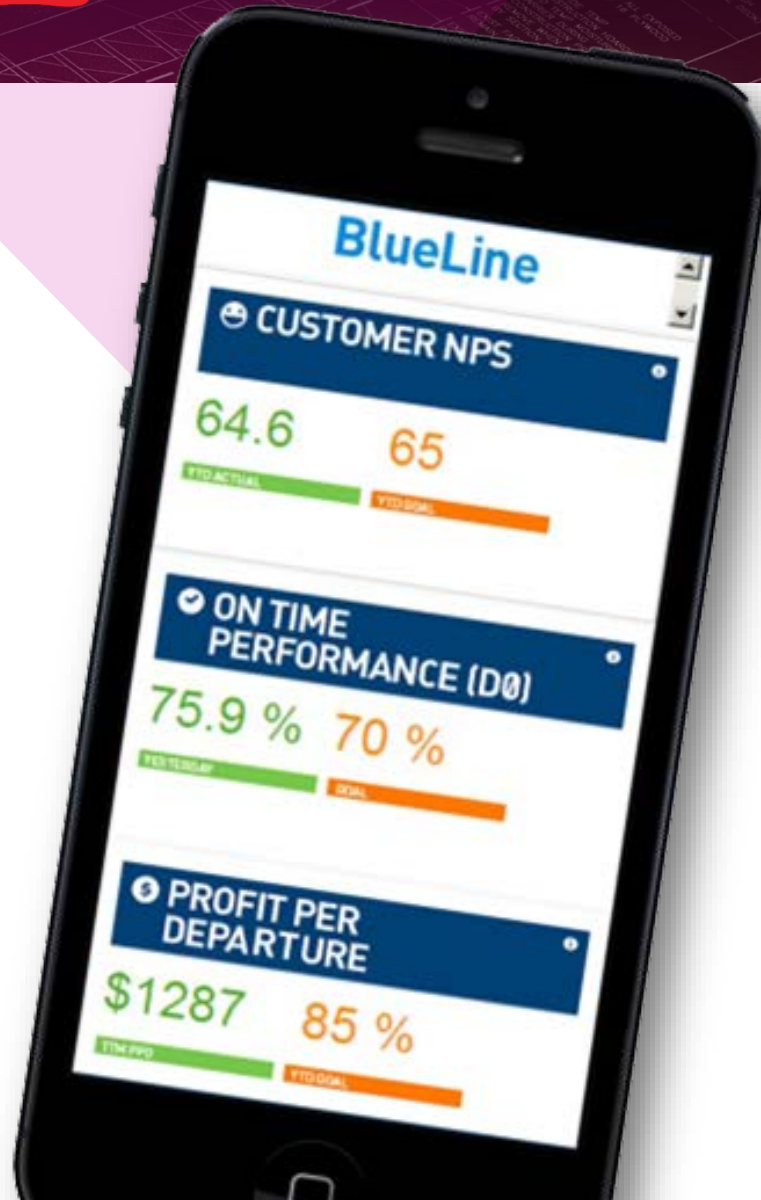 BlueLine
CUSTOMER NPS
64.6 65
YTD ACTUAL YTD GOAL
ON TIME
PERFORMANCE (D0)
75.9 % 70 %
YESTERDAY GOAL
PROFIT PER
DEPARTURE
$1287 85 %
TTM PPD YTD GOAL